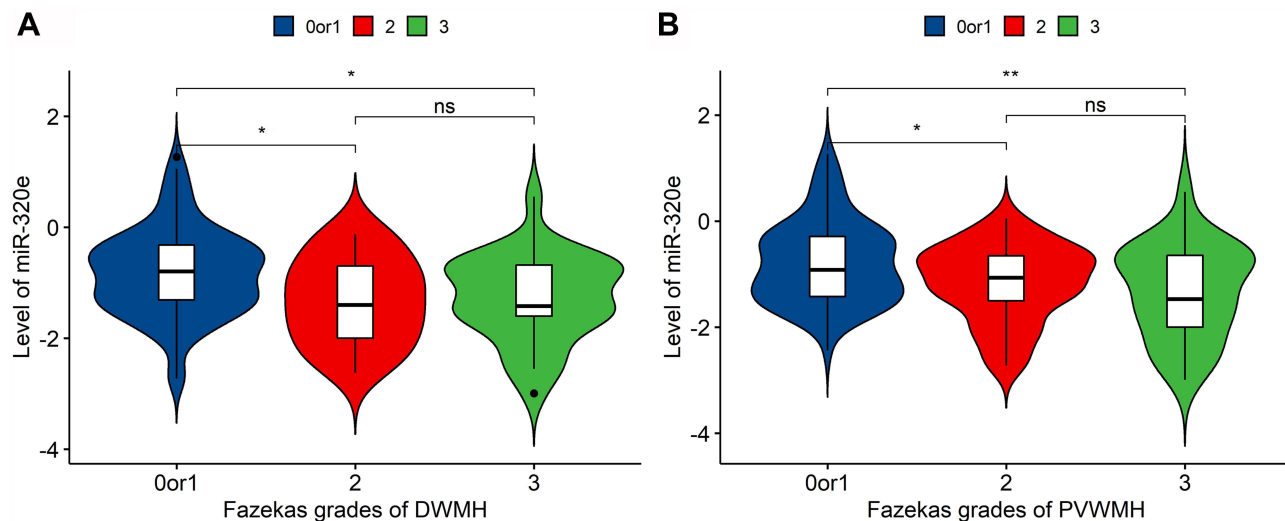 A
0or1 2 3
*
ns
*
2
0
-2
-4
Level of miR-320e
0or1 2 3
Fazekas grades of DWMH
B
0or1 2 3
**
ns
*
2
0
-2
-4
Level of miR-320e
0or1 2 3
Fazekas grades of PVWMH